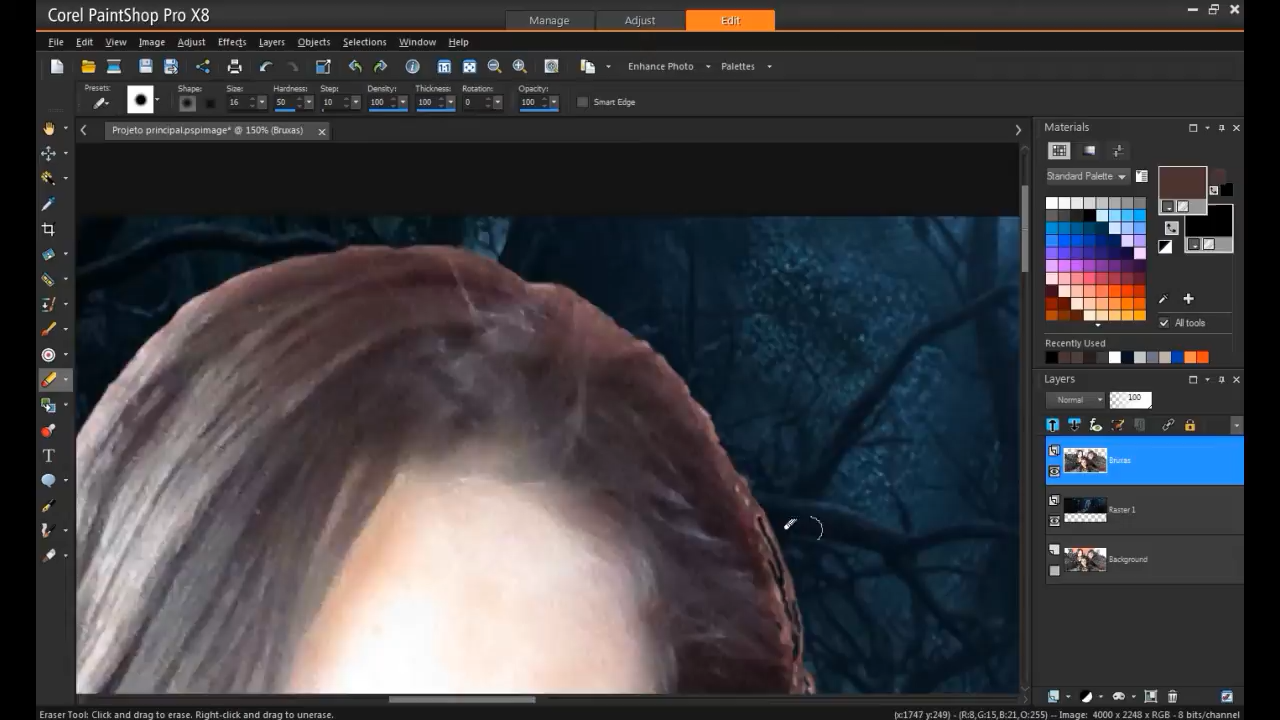 Corel PaintShop Pro X8
Manage Adjust Edit
File Edit View Image Adjust Effects Layers Objects Selections Window Help
Enhance Photo Palettes
Presets: Shape: Size: Hardness: Step: Density: Thickness: Rotation: Opacity:
16 50 10 100 100 0 100 Smart Edge
Projeto principal.pspimage* @ 150% (Bruxas)
Materials
Standard Palette
All tools
Recently Used
Layers
Normal 100
Bruxas
Raster 1
Background
Eraser Tool: Click and drag to erase. Right-click and drag to unerase.
(x:1747 y:249) - (R:8,G:15,B:21,O:255) -- Image: 4000 x 2248 x RGB - 8 bits/channel